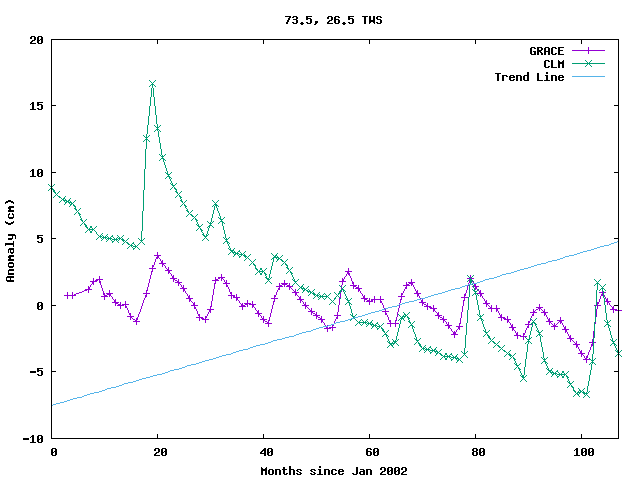 73.5, 26.5 TWS
GRACE
CLM
Trend Line
20
15
10
5
0
-5
-10
Anomaly (cm)
0 20 40 60 80 100
Months since Jan 2002